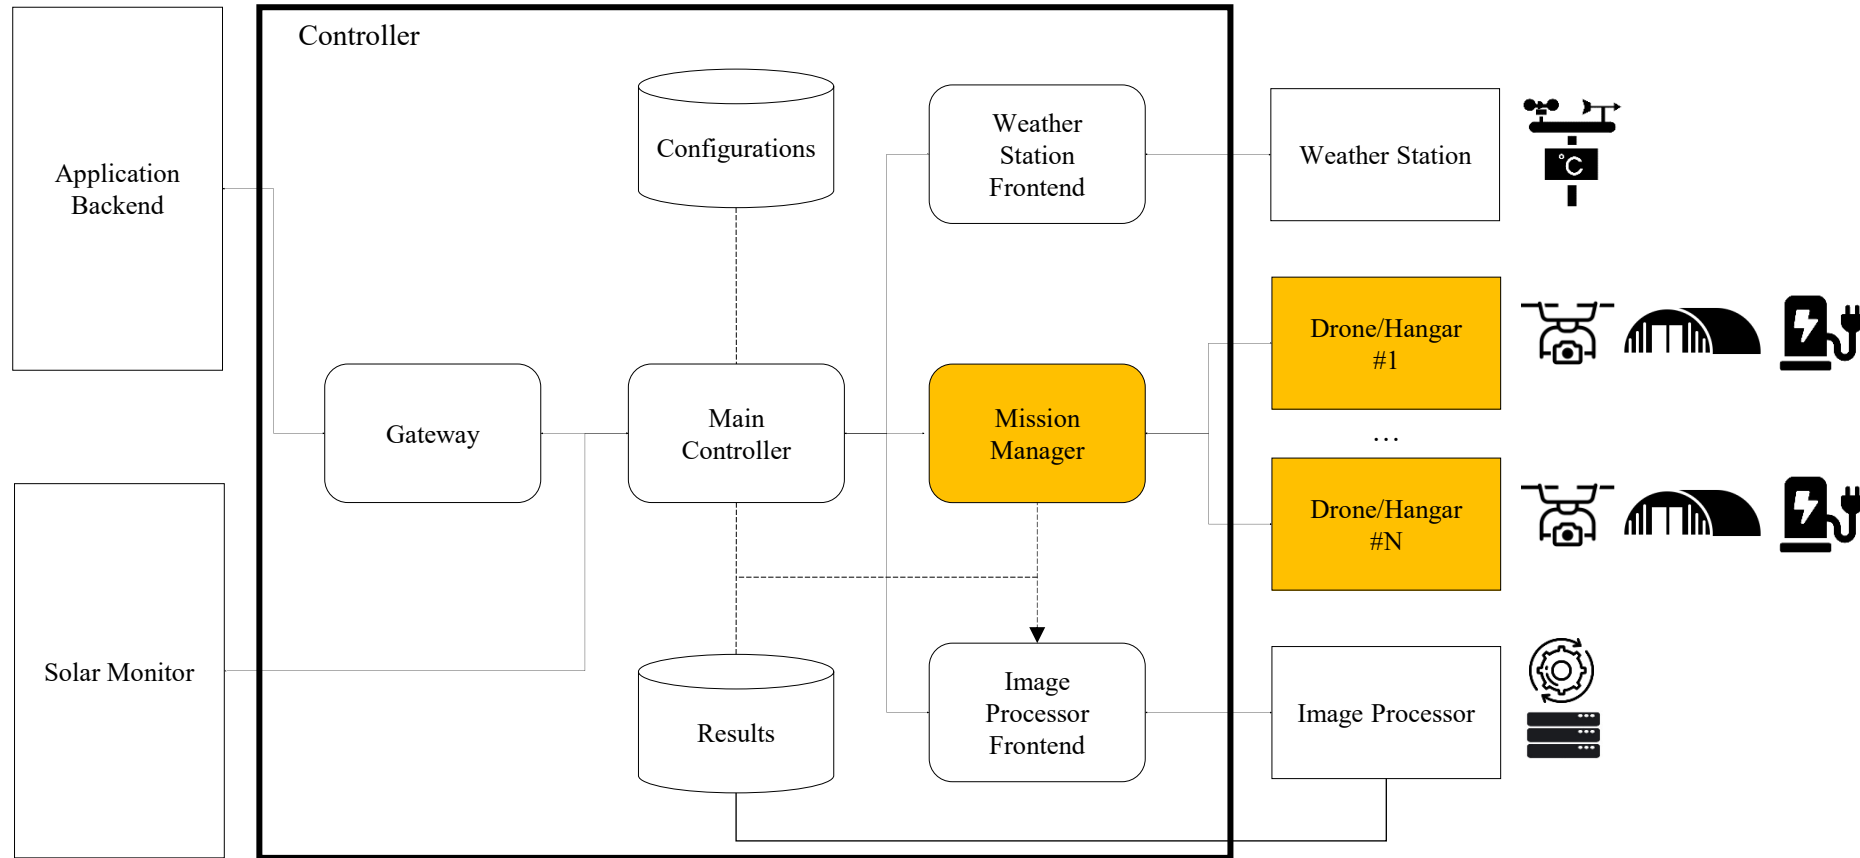 Controller
Application
Backend
Configurations
Weather
Station
Frontend
Weather Station
°C
Drone/Hangar
#1
Gateway
Main
Controller
Mission
Manager
...
Drone/Hangar
#N
Solar Monitor
Results
Image
Processor
Frontend
Image Processor